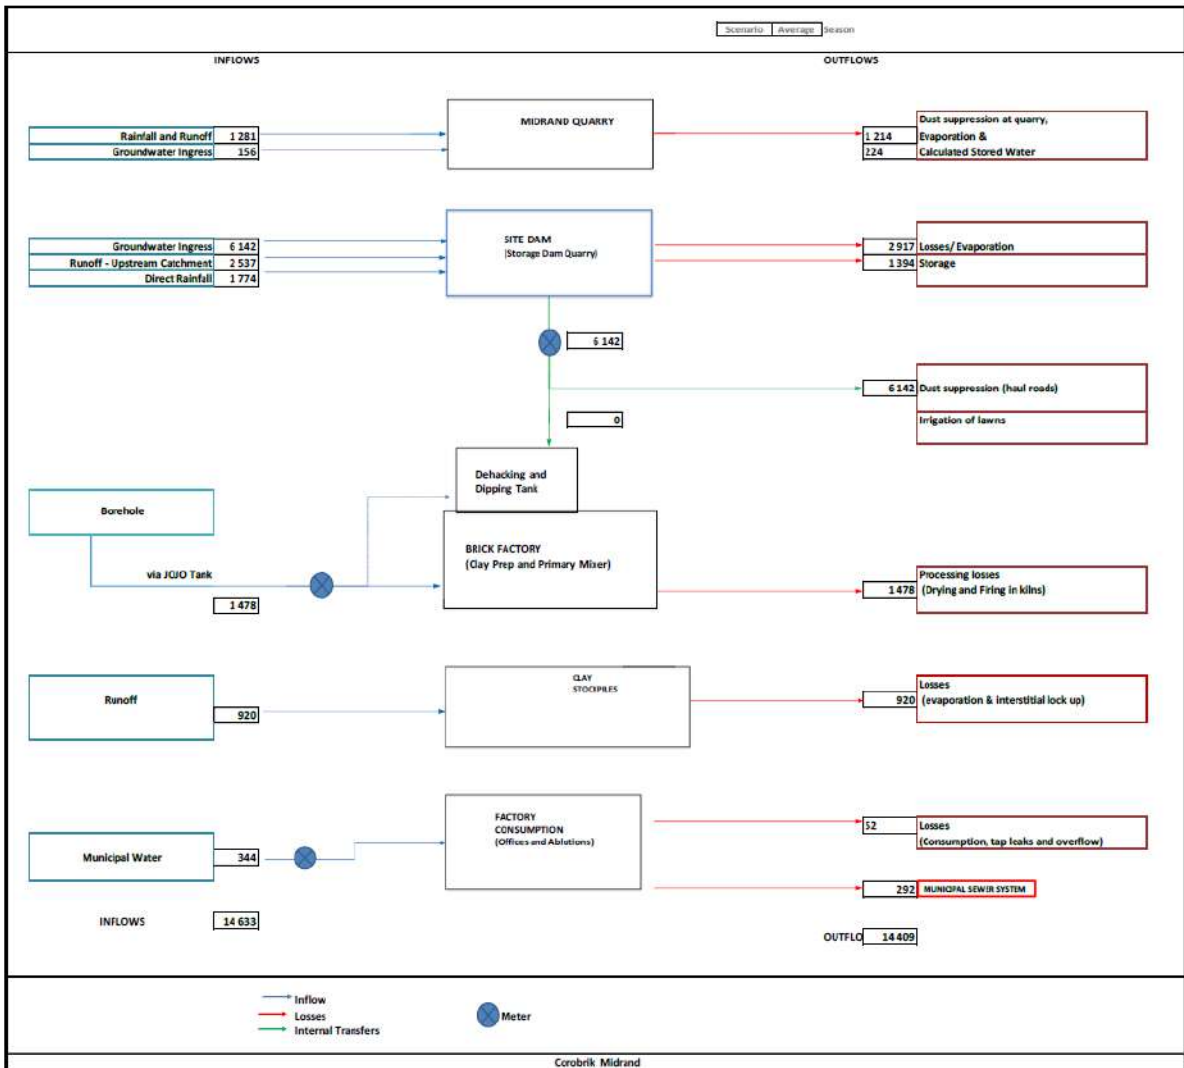 Scenario Average Season
INFLOWS OUTFLOWS
MIDRAND QUARRY
Rainfall and Runoff 1 281
Groundwater Ingress 156
Dust suppression at quarry,
1 214 Evaporation &
224 Calculated Stored Water
Groundwater Ingress 6 142
Runoff - Upstream Catchment 2 537
Direct Rainfall 1 774
SITE DAM
(Storage Dam Quarry)
2 917 Losses/ Evaporation
1 394 Storage
6 142
6 142 Dust suppression (haul roads)
Irrigation of lawns
0
Dehacking and
Dipping Tank
Borehole
via JOJO Tank
1 478
BRICK FACTORY
(Clay Prep and Primary Mixer)
Processing losses
1 478 (Drying and Firing in kilns)
Runoff
920
CLAY
STOCIPILES
Losses
920 (evaporation & interstitial lock up)
Municipal Water 344
FACTORY
CONSUMPTION
(Offices and Ablutions)
52 Losses
(Consumption, tap leaks and overflow)
292 MUNICIPAL SEWER SYSTEM
INFLOWS 14 633
OUTFLO 14 409
Inflow
Losses
Internal Transfers
Meter
Corobrik Midrand